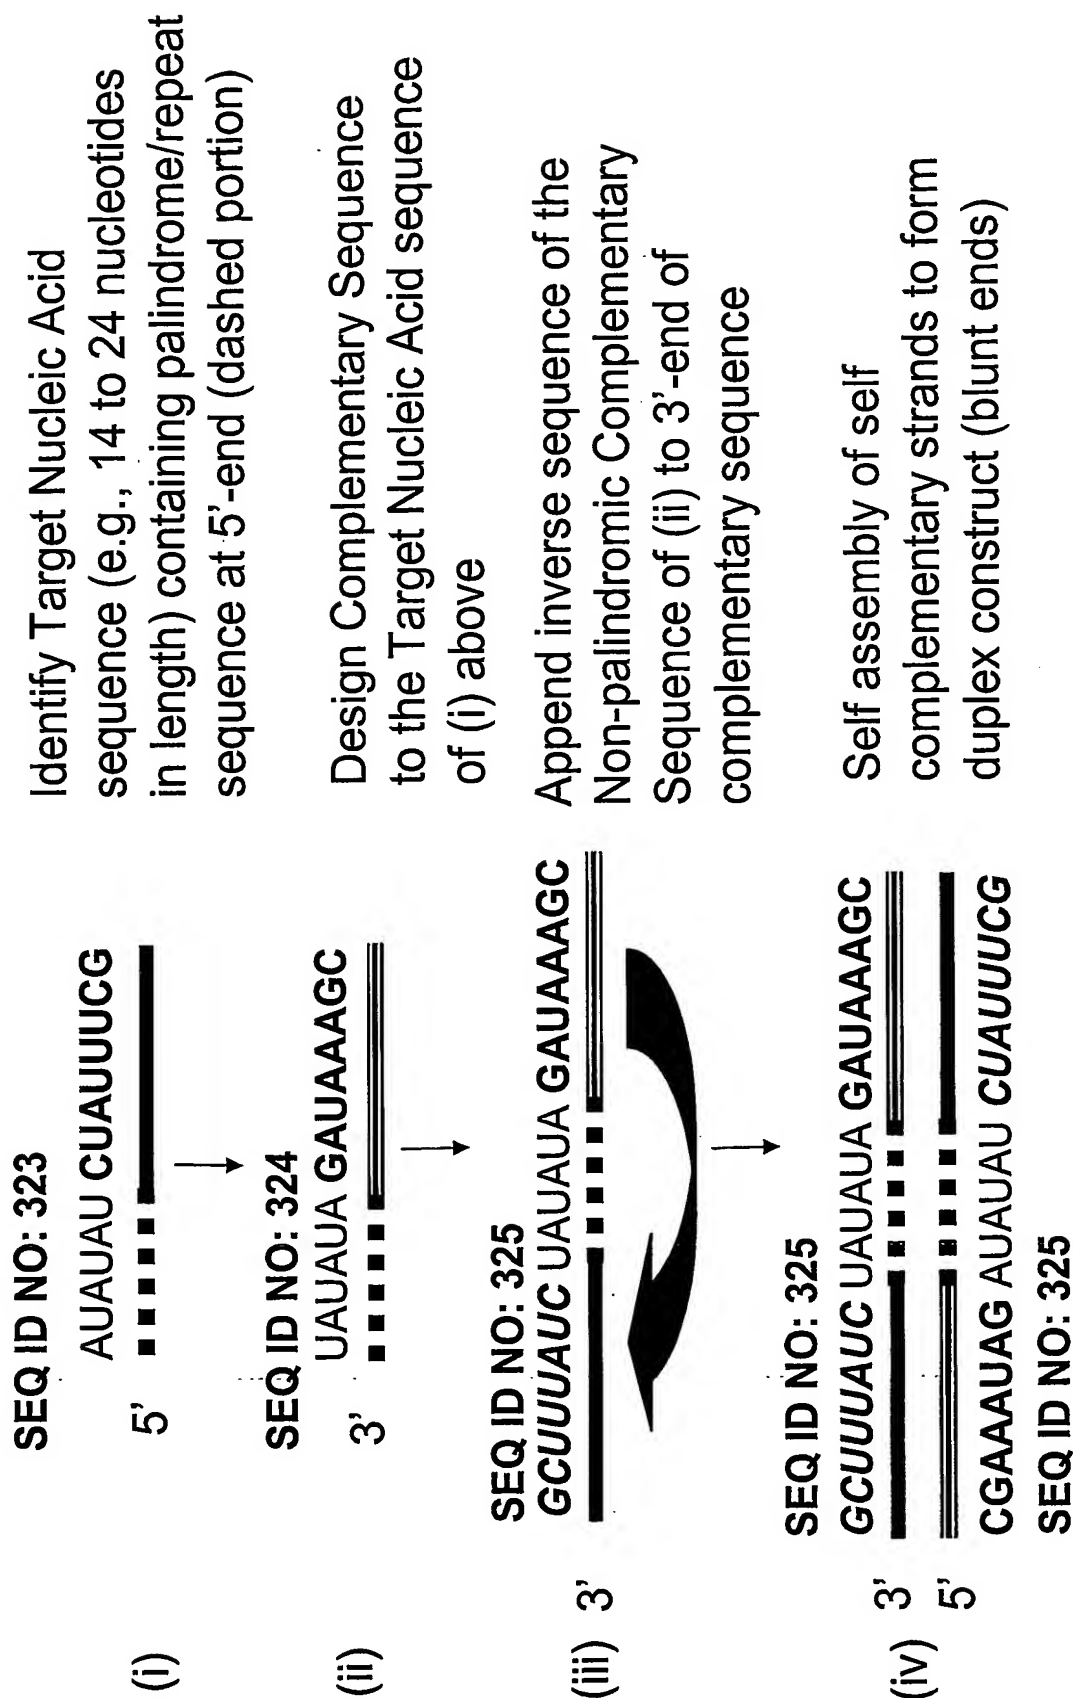 SEQ ID NO: 323
AUAUAU CUAUUUCG
(i) 5'
Identify Target Nucleic Acid
sequence (e.g., 14 to 24 nucleotides
in length) containing palindrome/repeat
sequence at 5'-end (dashed portion)
SEQ ID NO: 324
UAUAUA GAUAAAGC
(ii) 3'
Design Complementary Sequence
to the Target Nucleic Acid sequence
of (i) above
SEQ ID NO: 325
GCUUUAUC UAUAUA GAUAAAGC
(iii) 3'
Append inverse sequence of the
Non-palindromic Complementary
Sequence of (ii) to 3'-end of
complementary sequence
SEQ ID NO: 325
GCUUUAUC UAUAUA GAUAAAGC
(iv) 3'
5'
CGAAAUAG AUAUAU CUAUUUCG
SEQ ID NO: 325
Self assembly of self
complementary strands to form
duplex construct (blunt ends)